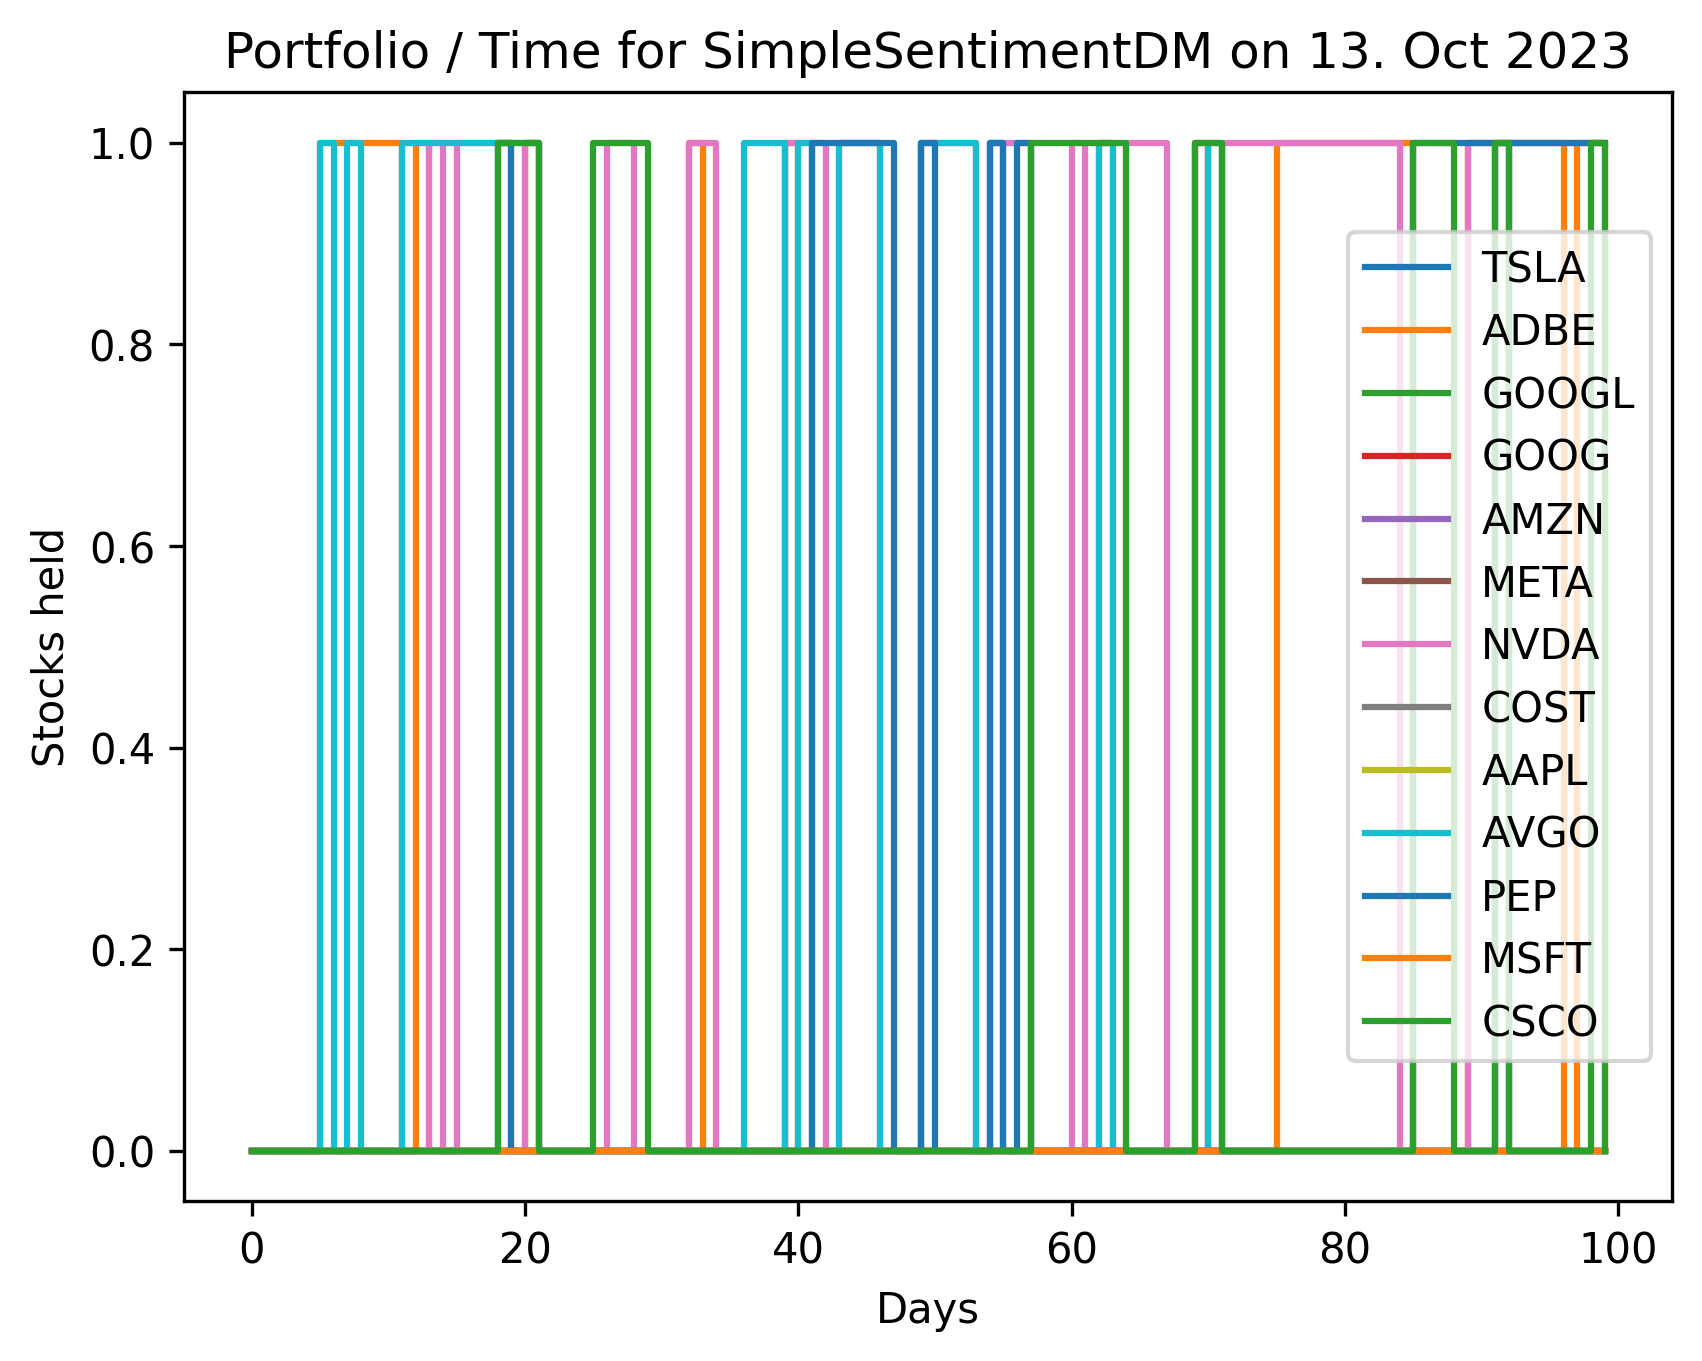 Portfolio / Time for SimpleSentimentDM on 13. Oct 2023
1.0
0.8
0.6
0.4
0.2
0.0
Stocks held
TSLA
ADBE
GOOGL
GOOG
AMZN
META
NVDA
COST
AAPL
AVGO
PEP
MSFT
CSCO
0 20 40 60 80 100
Days